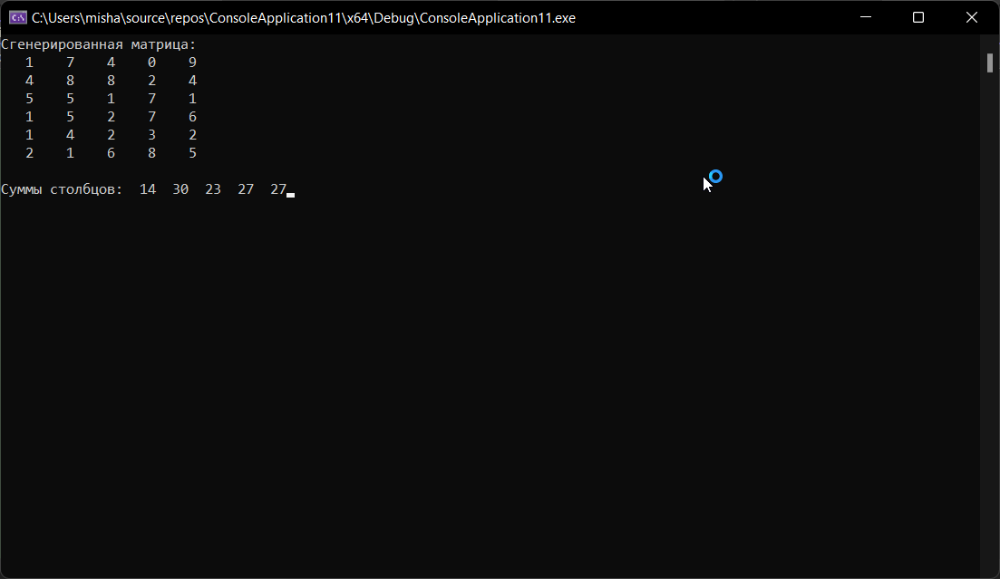 C:\Users\misha\source\repos\ConsoleApplication11\x64\Debug\ConsoleApplication11.exe
Сгенерированная матрица:
1 7 4 0 9
4 8 8 2 4
5 5 1 7 1
1 5 2 7 6
1 4 2 3 2
2 1 6 8 5
Суммы столбцов: 14 30 23 27 27